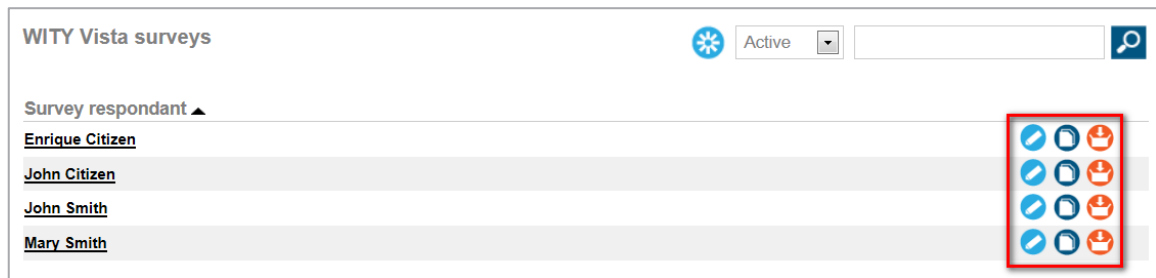 WITY Vista surveys
Active
Survey respondant
Enrique Citizen
John Citizen
John Smith
Mary Smith